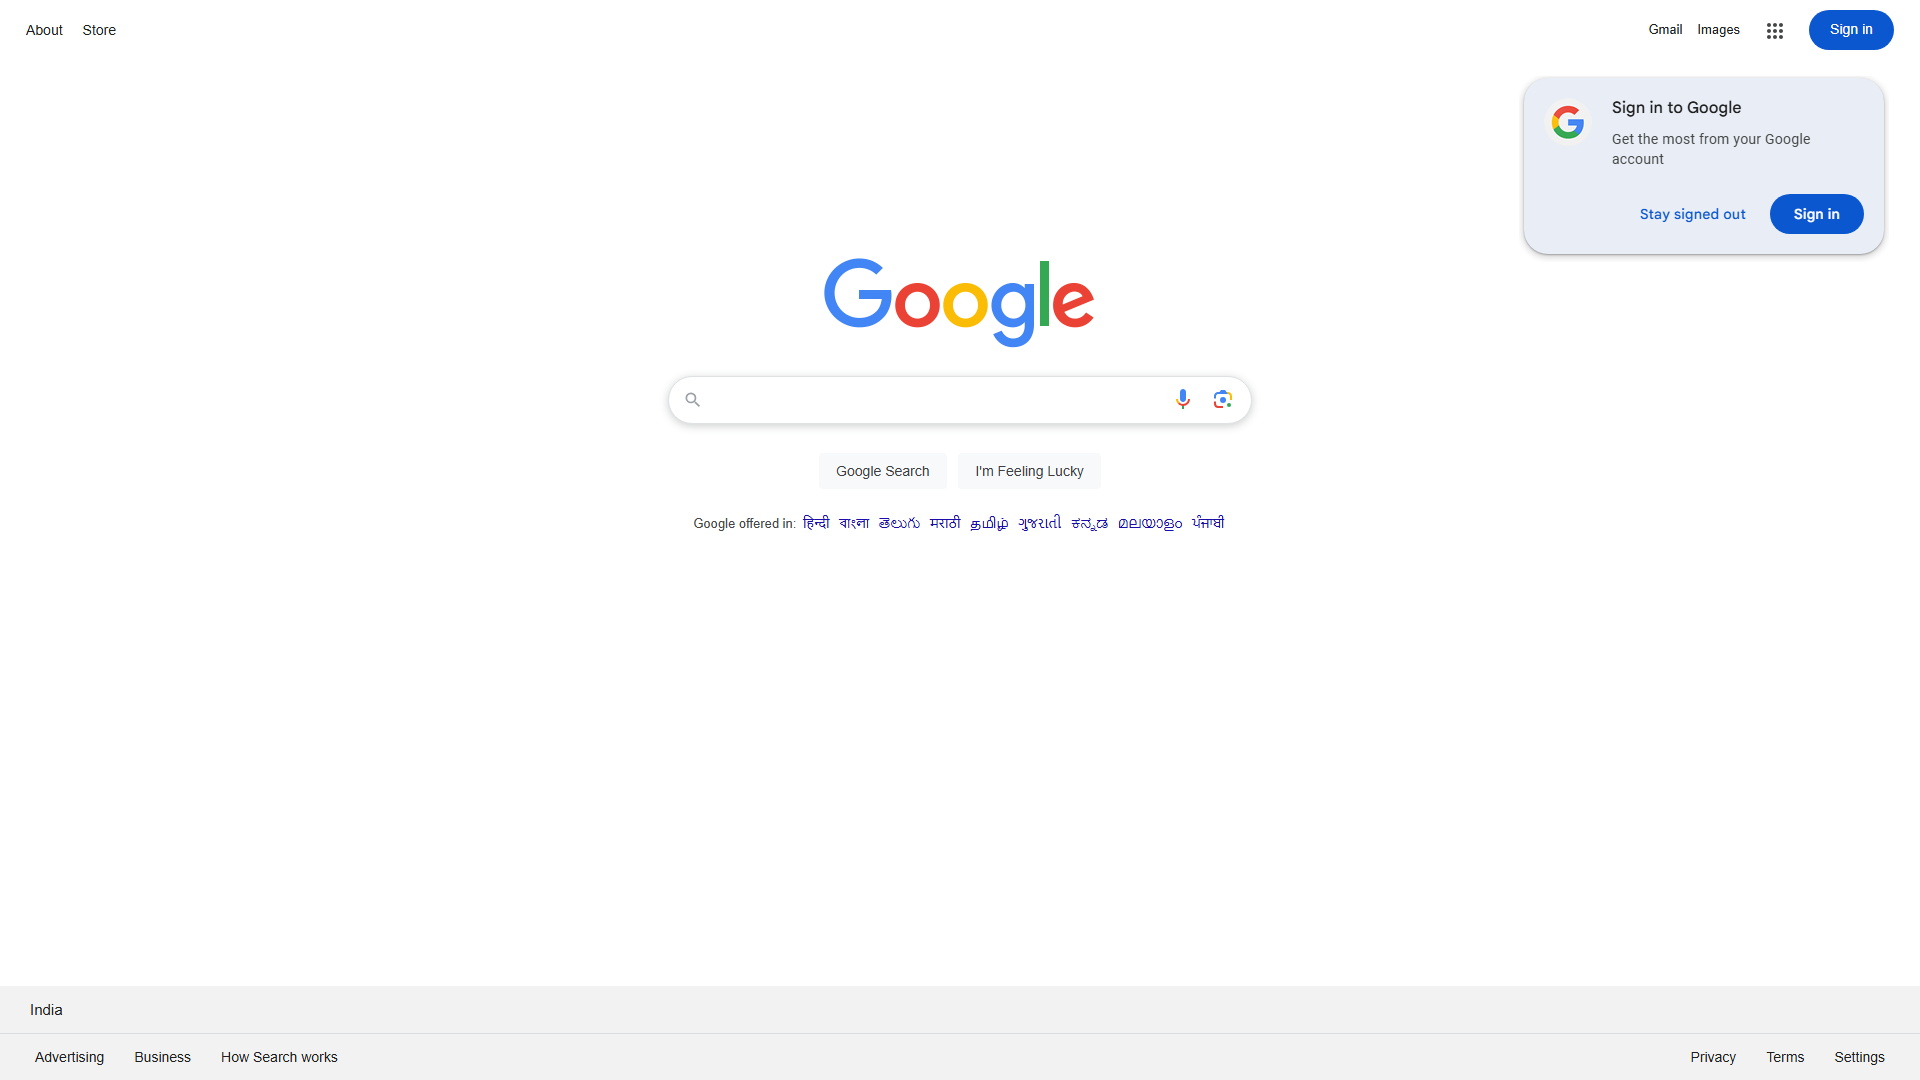 About Store
Gmail Images Sign in
Sign in to Google
Get the most from your Google
account
Stay signed out Sign in
Google
Google Search I'm Feeling Lucky
Google offered in: हिन्दी বাংলা తెలుగు मराठी தமிழ் ગુજરાતી ಕನ್ನಡ മലയാളം ਪੰਜਾਬੀ
India
Advertising Business How Search works
Privacy Terms Settings